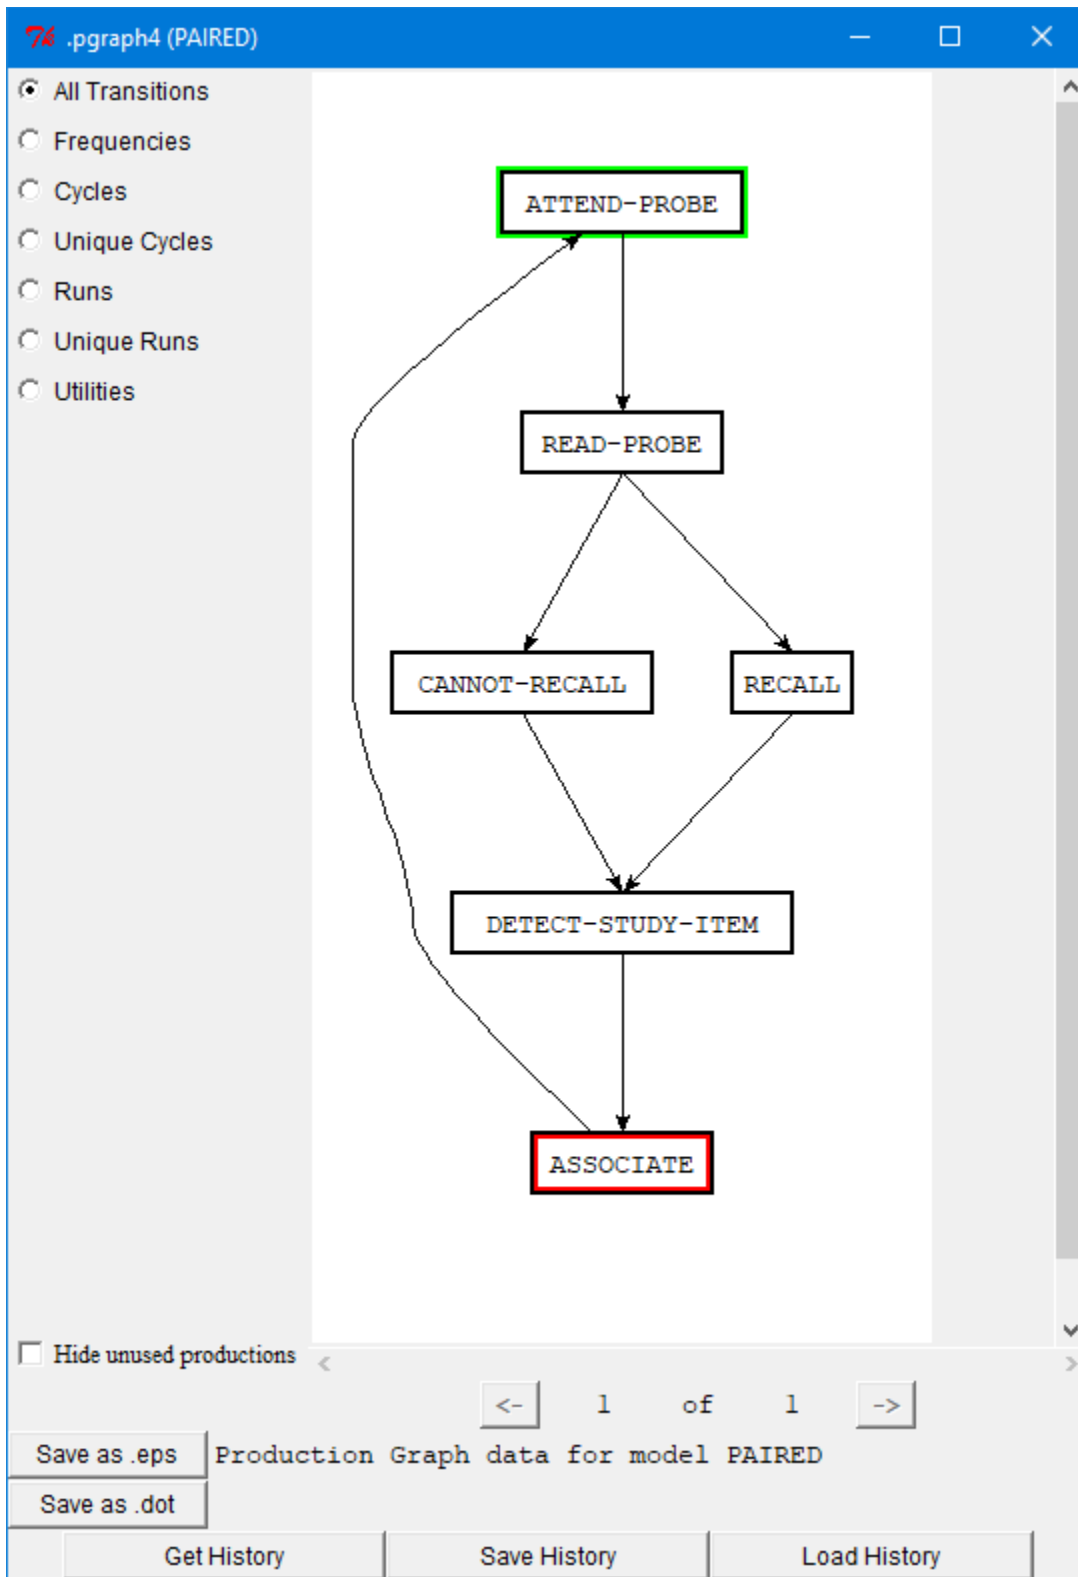 .pgraph4 (PAIRED)
All Transitions
Frequencies
Cycles
Unique Cycles
Runs
Unique Runs
Utilities
ATTEND-PROBE
READ-PROBE
CANNOT-RECALL
RECALL
DETECT-STUDY-ITEM
ASSOCIATE
Hide unused productions
<- 1 of 1 ->
Save as .eps
Production Graph data for model PAIRED
Save as .dot
Get History
Save History
Load History